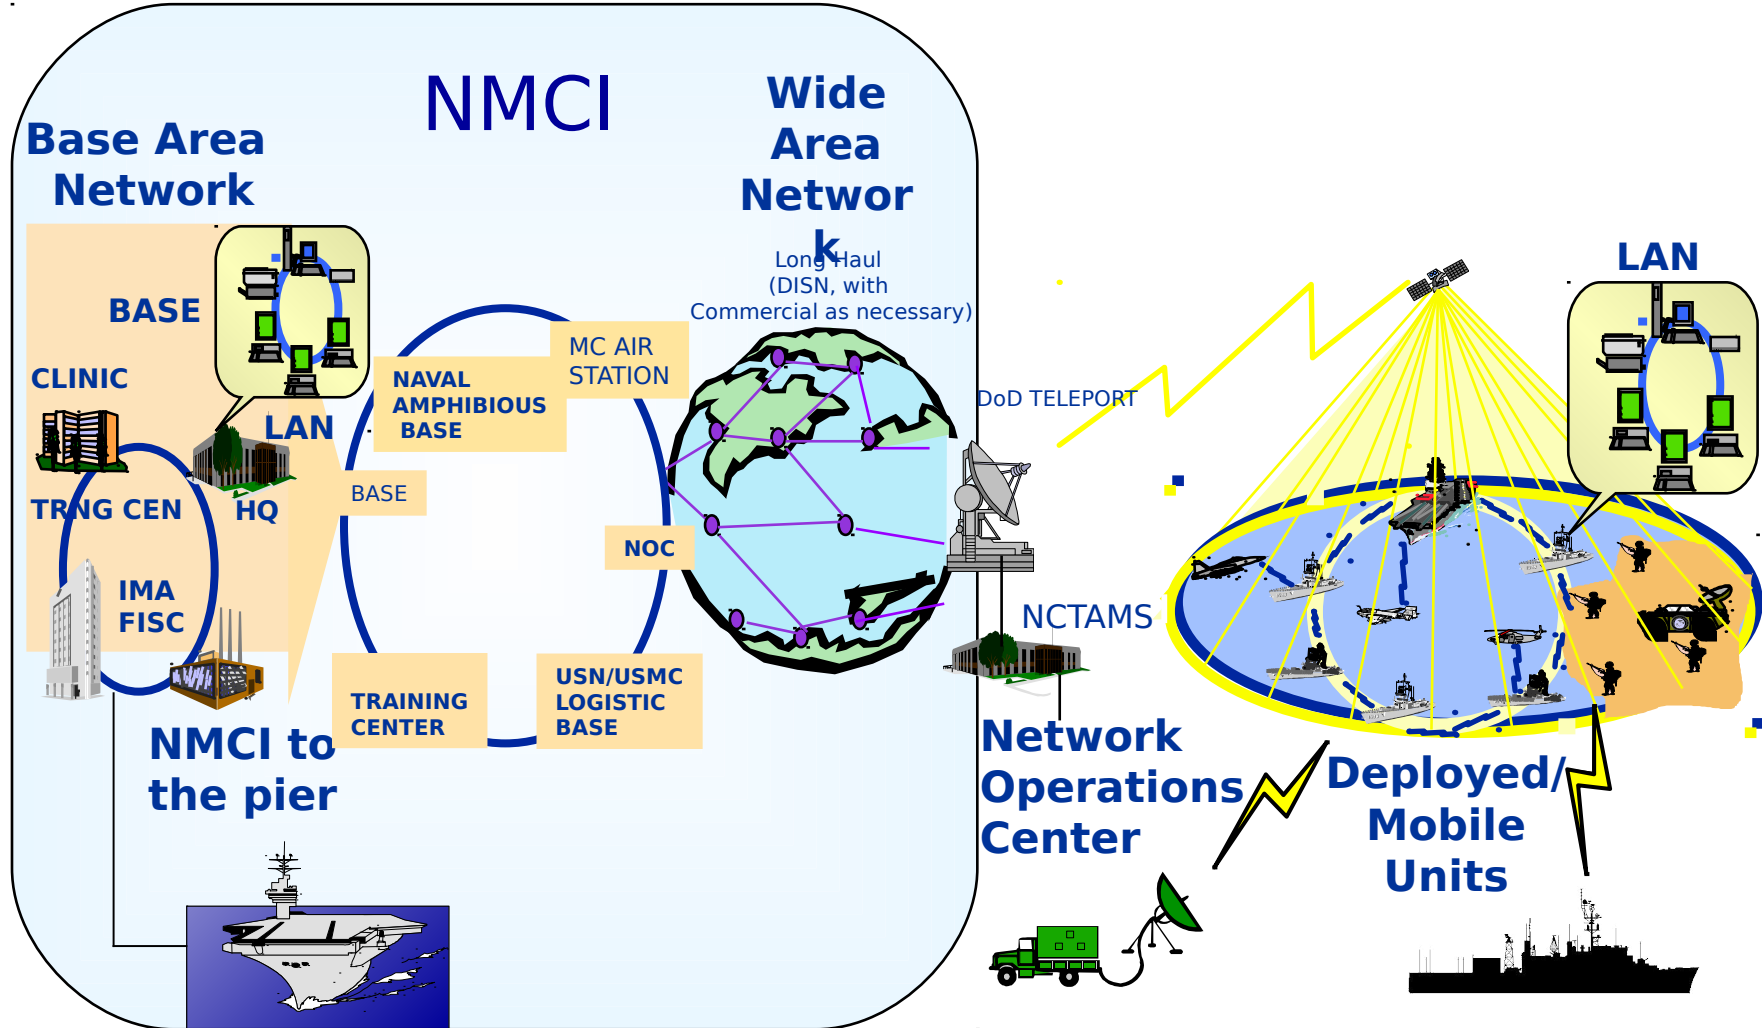 NMCI
Wide
Area
Networ
k
Base Area
Network
Long Haul
(DISN, with
Commercial as necessary)
BASE
CLINIC
LAN
TRNG CEN
HQ
IMA
FISC
NMCI to
the pier
MC AIR
STATION
NAVAL
AMPHIBIOUS
BASE
BASE
NOC
TRAINING
CENTER
USN/USMC
LOGISTIC
BASE
DoD TELEPORT
NCTAMS
Network
Operations
Center
LAN
Deployed/
Mobile
Units